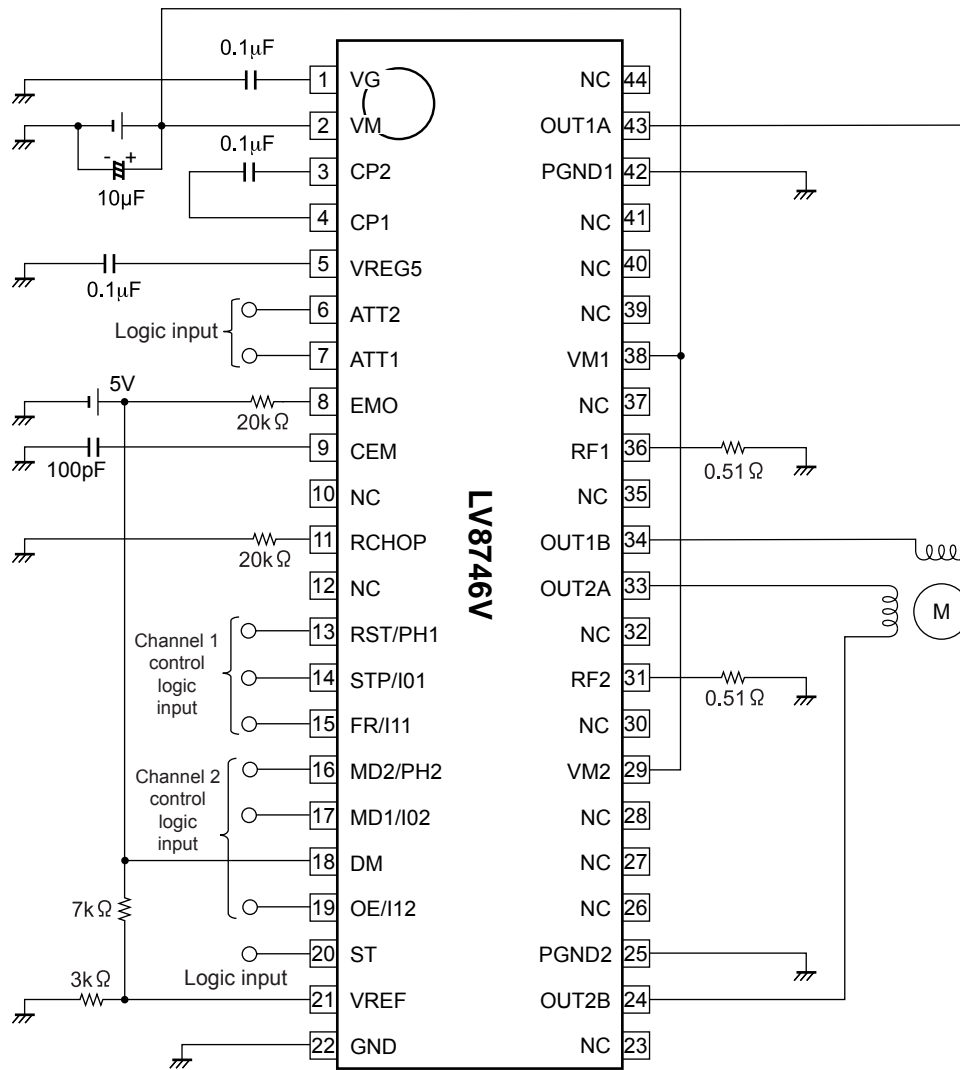 0.1μF
1 VG
NC 44
2 VM
OUT1A 43
- +
10μF
0.1μF
3 CP2
PGND1 42
4 CP1
NC 41
5 VREG5
NC 40
0.1μF
6 ATT2
NC 39
Logic input
7 ATT1
VM1 38
5V
8 EMO
NC 37
20kΩ
9 CEM
RF1 36
100pF
0.51Ω
10 NC
NC 35
LV8746V
11 RCHOP
OUT1B 34
20kΩ
12 NC
OUT2A 33
M
Channel 1
control
logic
input
13 RST/PH1
NC 32
14 STP/I01
RF2 31
0.51Ω
15 FR/I11
NC 30
Channel 2
control
logic
input
16 MD2/PH2
VM2 29
17 MD1/I02
NC 28
18 DM
NC 27
7kΩ
19 OE/I12
NC 26
20 ST
PGND2 25
Logic input
3kΩ
21 VREF
OUT2B 24
22 GND
NC 23